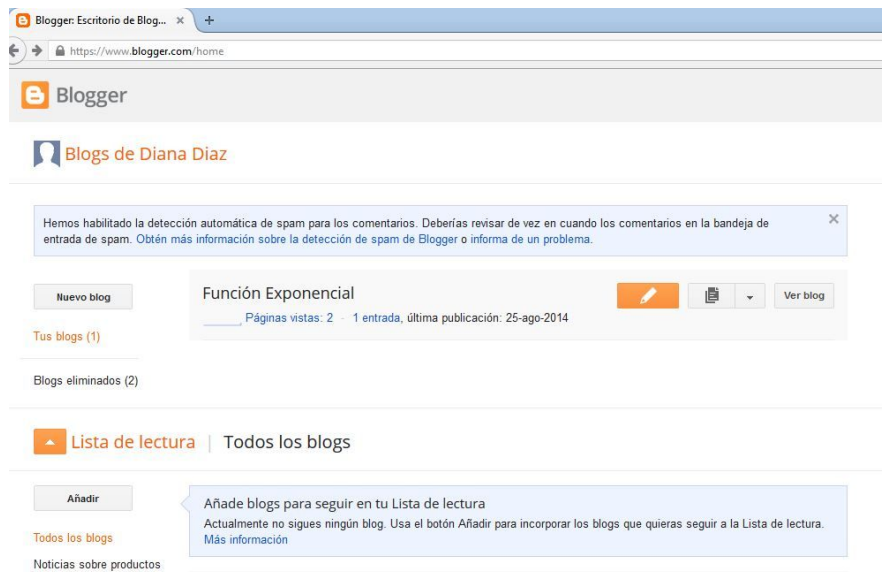 Blogger: Escritorio de Blog...
https://www.blogger.com/home
Blogger
Blogs de Diana Diaz
Hemos habilitado la detección automática de spam para los comentarios. Deberías revisar de vez en cuando los comentarios en la bandeja de
entrada de spam. Obtén más información sobre la detección de spam de Blogger o informa de un problema.
Nuevo blog
Tus blogs (1)
Blogs eliminados (2)
Función Exponencial
Páginas vistas: 2 - 1 entrada, última publicación: 25-ago-2014
Ver blog
Lista de lectura | Todos los blogs
Añadir
Todos los blogs
Noticias sobre productos
Añade blogs para seguir en tu Lista de lectura
Actualmente no sigues ningún blog. Usa el botón Añadir para incorporar los blogs que quieras seguir a la Lista de lectura.
Más información